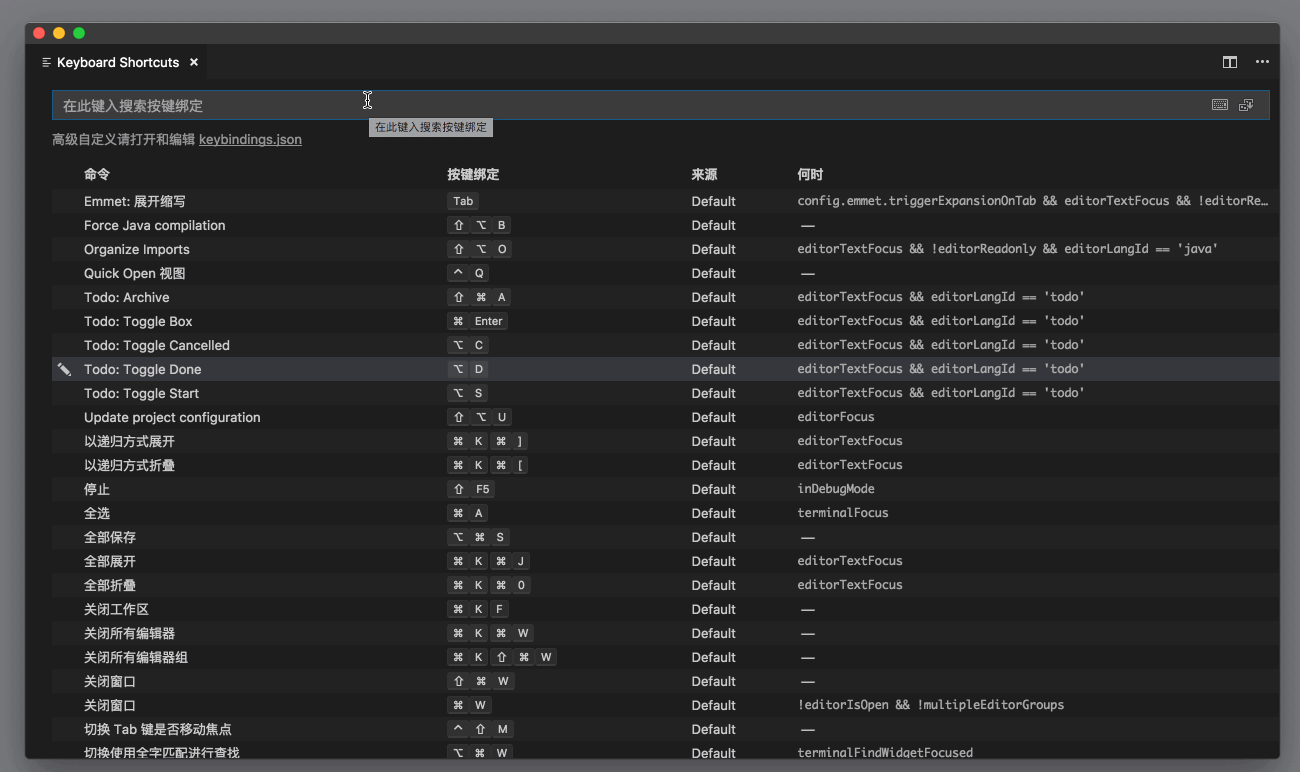 Keyboard Shortcuts ×
在此键入搜索按键绑定
在此键入搜索按键绑定
高级自定义请打开和编辑 keybindings.json
命令 按键绑定 来源 何时
Emmet: 展开缩写 Tab Default config.emmet.triggerExpansionOnTab && editorTextFocus && !editorRe…
Force Java compilation ⇧ ⌥ B Default —
Organize Imports ⇧ ⌥ O Default editorTextFocus && !editorReadonly && editorLangId == 'java'
Quick Open 视图 ^ Q Default —
Todo: Archive ⇧ ⌘ A Default editorTextFocus && editorLangId == 'todo'
Todo: Toggle Box ⌘ Enter Default editorTextFocus && editorLangId == 'todo'
Todo: Toggle Cancelled ⌥ C Default editorTextFocus && editorLangId == 'todo'
Todo: Toggle Done ⌥ D Default editorTextFocus && editorLangId == 'todo'
Todo: Toggle Start ⌥ S Default editorTextFocus && editorLangId == 'todo'
Update project configuration ⇧ ⌥ U Default editorFocus
以递归方式展开 ⌘ K ⌘ ] Default editorTextFocus
以递归方式折叠 ⌘ K ⌘ [ Default editorTextFocus
停止 ⇧ F5 Default inDebugMode
全选 ⌘ A Default terminalFocus
全部保存 ⌥ ⌘ S Default —
全部展开 ⌘ K ⌘ J Default editorTextFocus
全部折叠 ⌘ K ⌘ 0 Default editorTextFocus
关闭工作区 ⌘ K F Default —
关闭所有编辑器 ⌘ K ⌘ W Default —
关闭所有编辑器组 ⌘ K ⇧ ⌘ W Default —
关闭窗口 ⇧ ⌘ W Default —
关闭窗口 ⌘ W Default !editorIsOpen && !multipleEditorGroups
切换 Tab 键是否移动焦点 ^ ⇧ M Default —
切换使用全字匹配进行查找 ⌥ ⌘ W Default terminalFindWidgetFocused